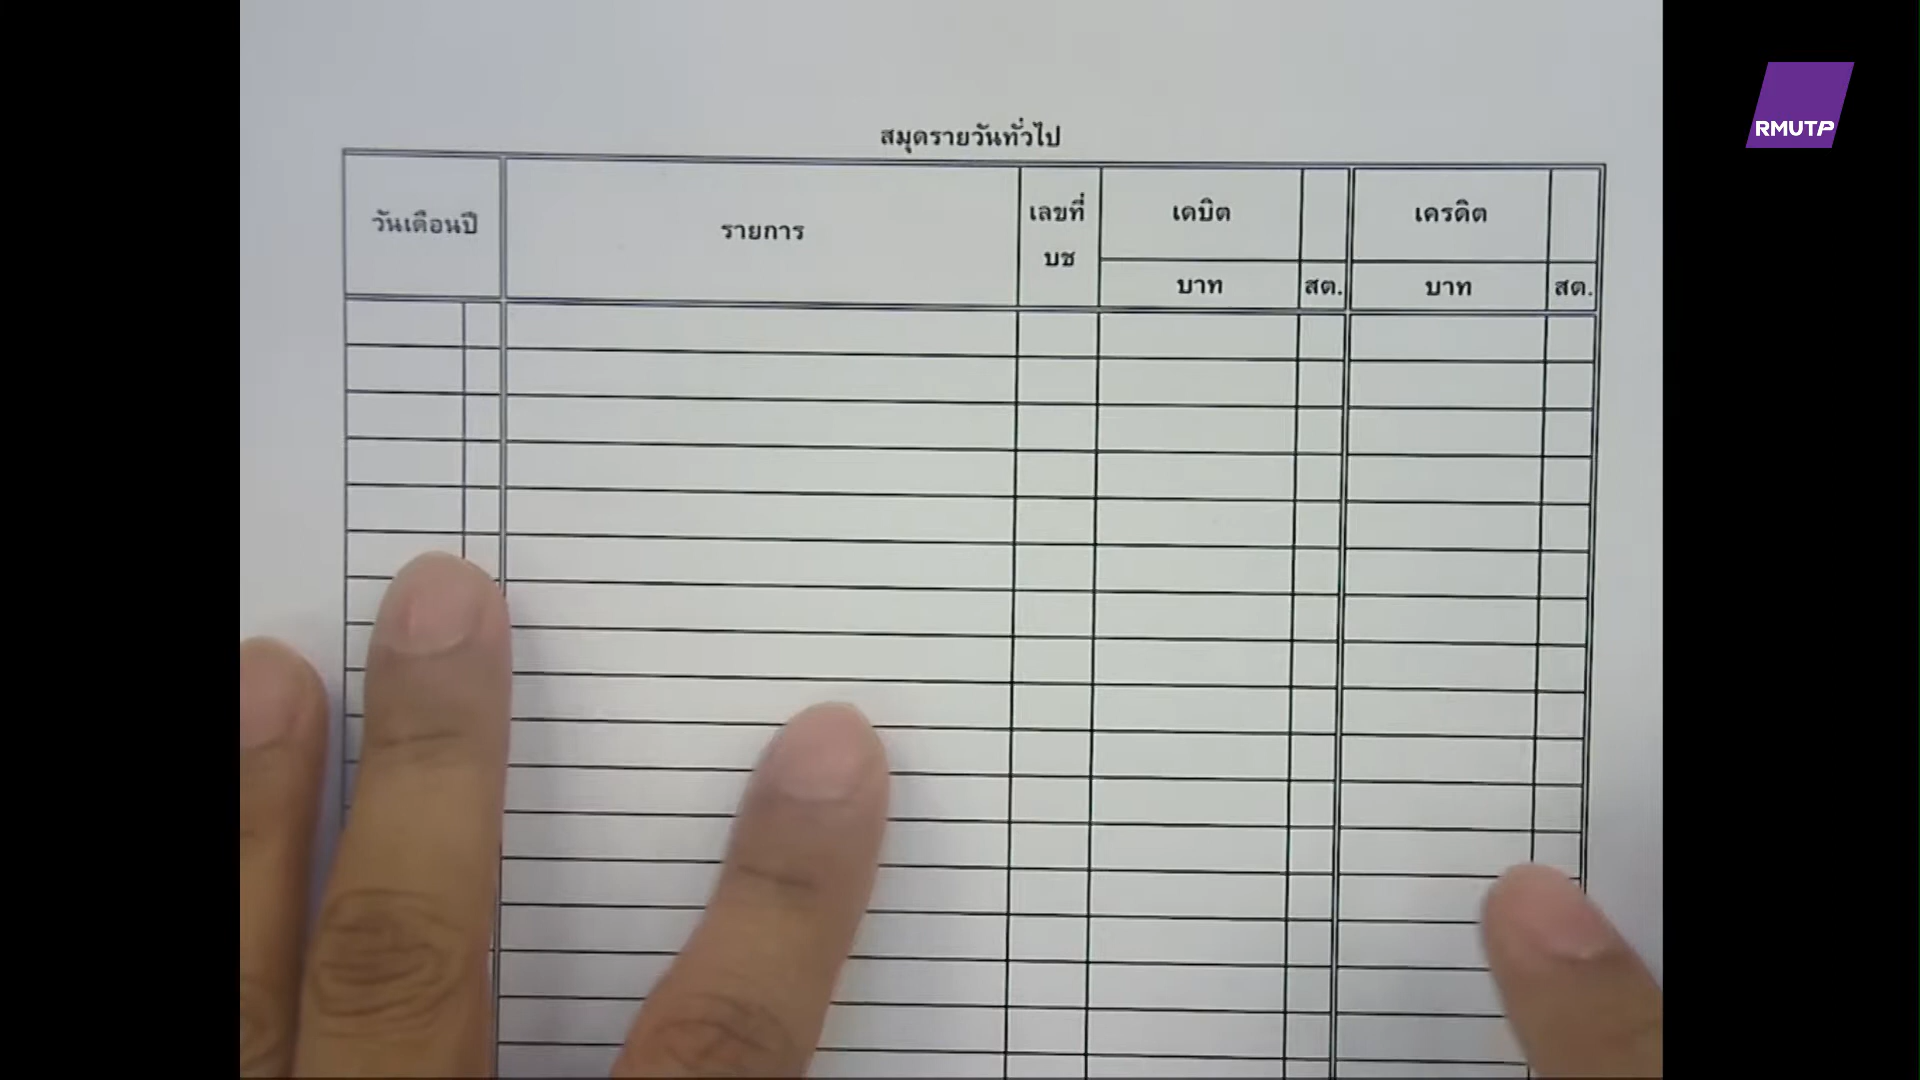 RMUTP
สมุดรายวันทั่วไป
วันเดือนปี รายการ เลขที่ บช เดบิต เครดิต
บาท สต. บาท สต.